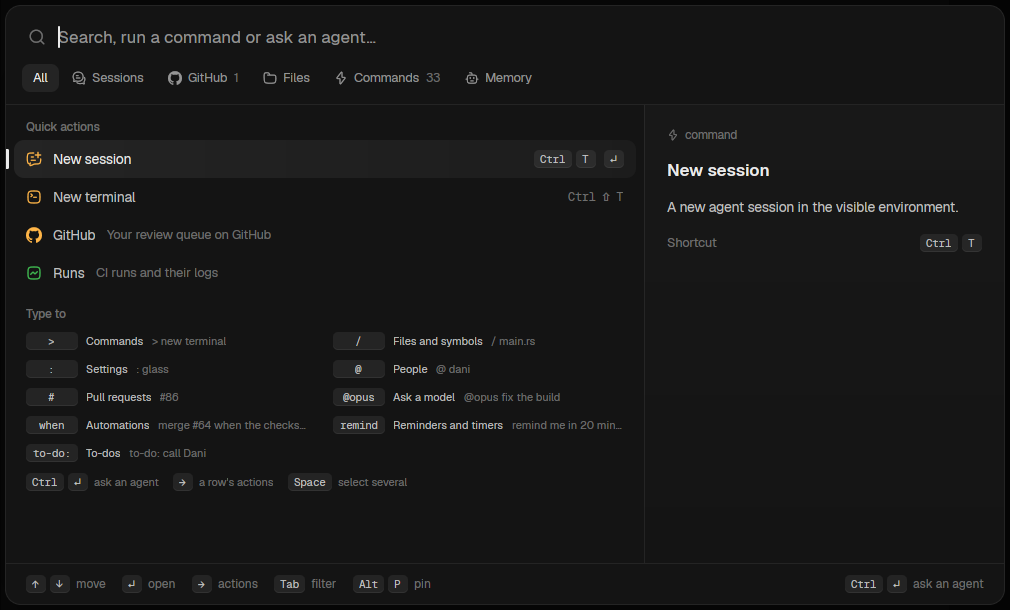 Search, run a command or ask an agent...
All Sessions GitHub 1 Files Commands 33 Memory
Quick actions
New session Ctrl T ↵
New terminal Ctrl ⇧ T
GitHub Your review queue on GitHub
Runs CI runs and their logs
Type to
> Commands > new terminal / Files and symbols / main.rs
: Settings : glass @ People @ dani
# Pull requests #86 @opus Ask a model @opus fix the build
when Automations merge #64 when the checks... remind Reminders and timers remind me in 20 min...
to-do: To-dos to-do: call Dani
Ctrl ↵ ask an agent → a row's actions Space select several
command
New session
A new agent session in the visible environment.
Shortcut Ctrl T
↑ ↓ move ↵ open → actions Tab filter Alt P pin Ctrl ↵ ask an agent